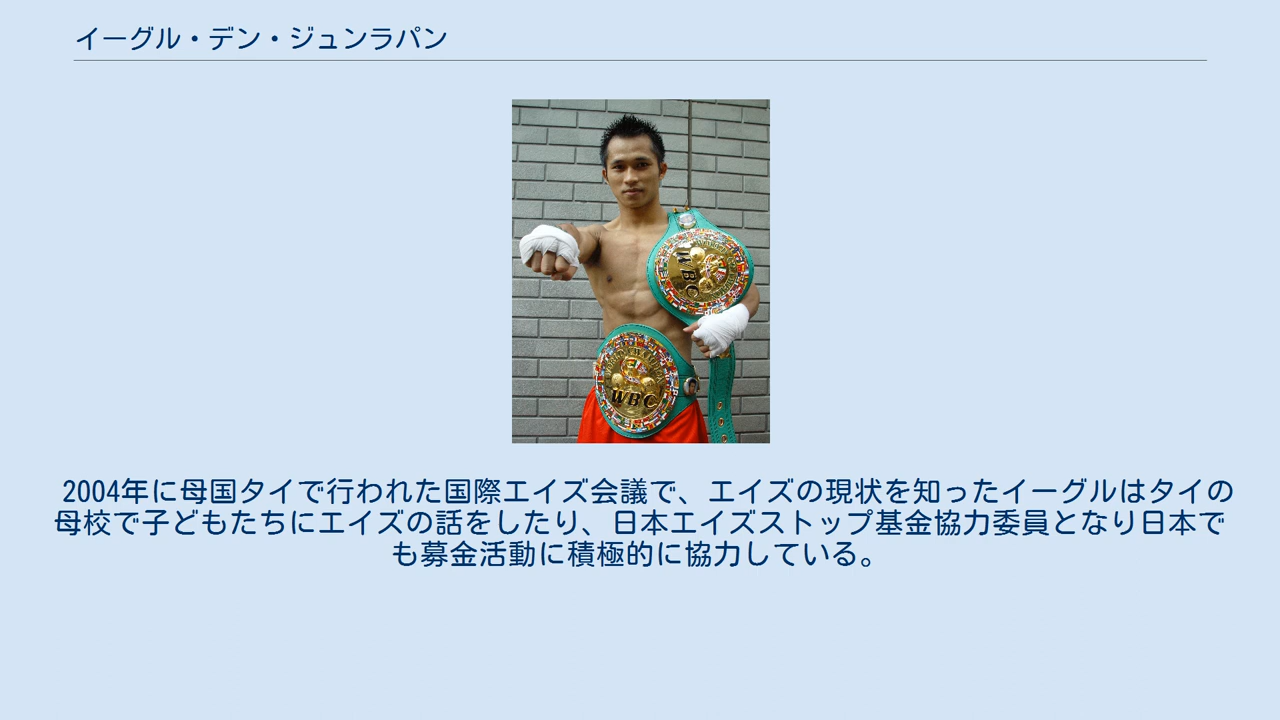 イーグル・デン・ジュンラパン
WBC
WBC
2004年に母国タイで行われた国際エイズ会議で、エイズの現状を知ったイーグルはタイの
母校で子どもたちにエイズの話をしたり、日本エイズストップ基金協力委員となり日本で
も募金活動に積極的に協力している。